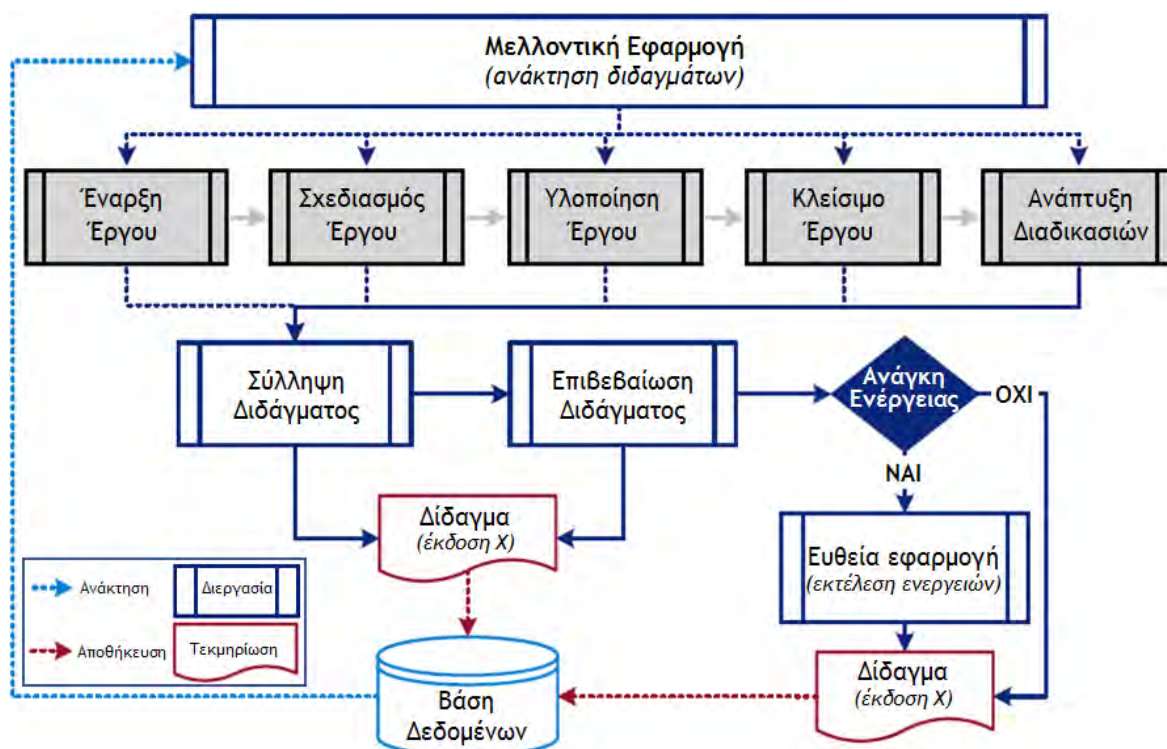 Μελλοντική Εφαρμογή
(ανάκτηση διδαγμάτων)
Έναρξη
Έργου
Σχεδιασμός
Έργου
Υλοποίηση
Έργου
Κλείσιμο
Έργου
Ανάπτυξη
Διαδικασιών
Σύλληψη
Διδάγματος
Επιβεβαίωση
Διδάγματος
Ανάγκη
Ενέργειας
ΟΧΙ
ΝΑΙ
Δίδαγμα
(έκδοση Χ)
Ευθεία εφαρμογή
(εκτέλεση ενεργειών)
Ανάκτηση
Διεργασία
Αποθήκευση
Τεκμηρίωση
Βάση
Δεδομένων
Δίδαγμα
(έκδοση Χ)